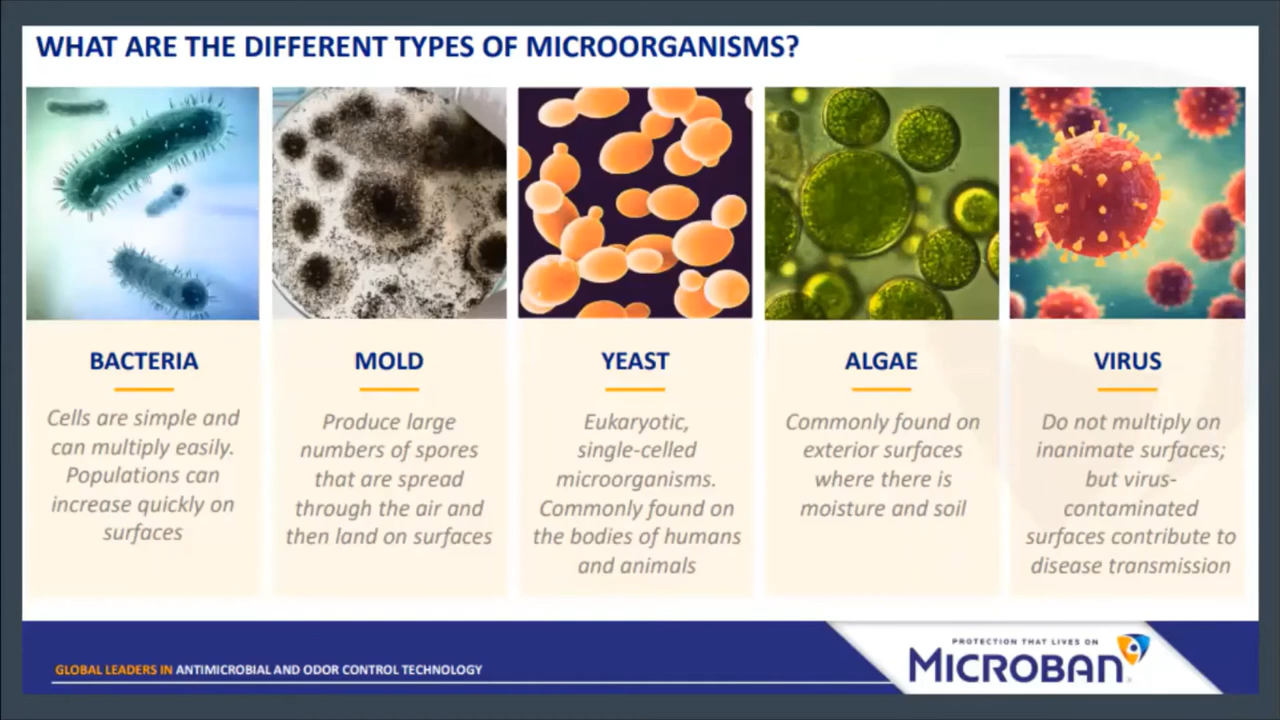 WHAT ARE THE DIFFERENT TYPES OF MICROORGANISMS?
BACTERIA
Cells are simple and
can multiply easily.
Populations can
increase quickly on
surfaces
MOLD
Produce large
numbers of spores
that are spread
through the air and
then land on surfaces
YEAST
Eukaryotic,
single-celled
microorganisms.
Commonly found on
the bodies of humans
and animals
ALGAE
Commonly found on
exterior surfaces
where there is
moisture and soil
VIRUS
Do not multiply on
inanimate surfaces;
but virus-
contaminated
surfaces contribute to
disease transmission
GLOBAL LEADERS IN ANTIMICROBIAL AND ODOR CONTROL TECHNOLOGY
PROTECTION THAT LIVES ON
MICROBAN